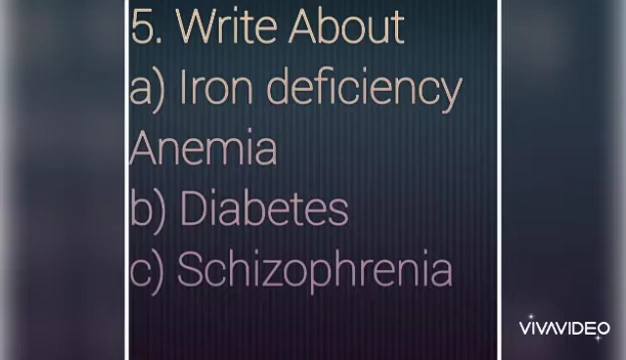 5. Write About
a) Iron deficiency
Anemia
b) Diabetes
c) Schizophrenia
VIVAVIDEO